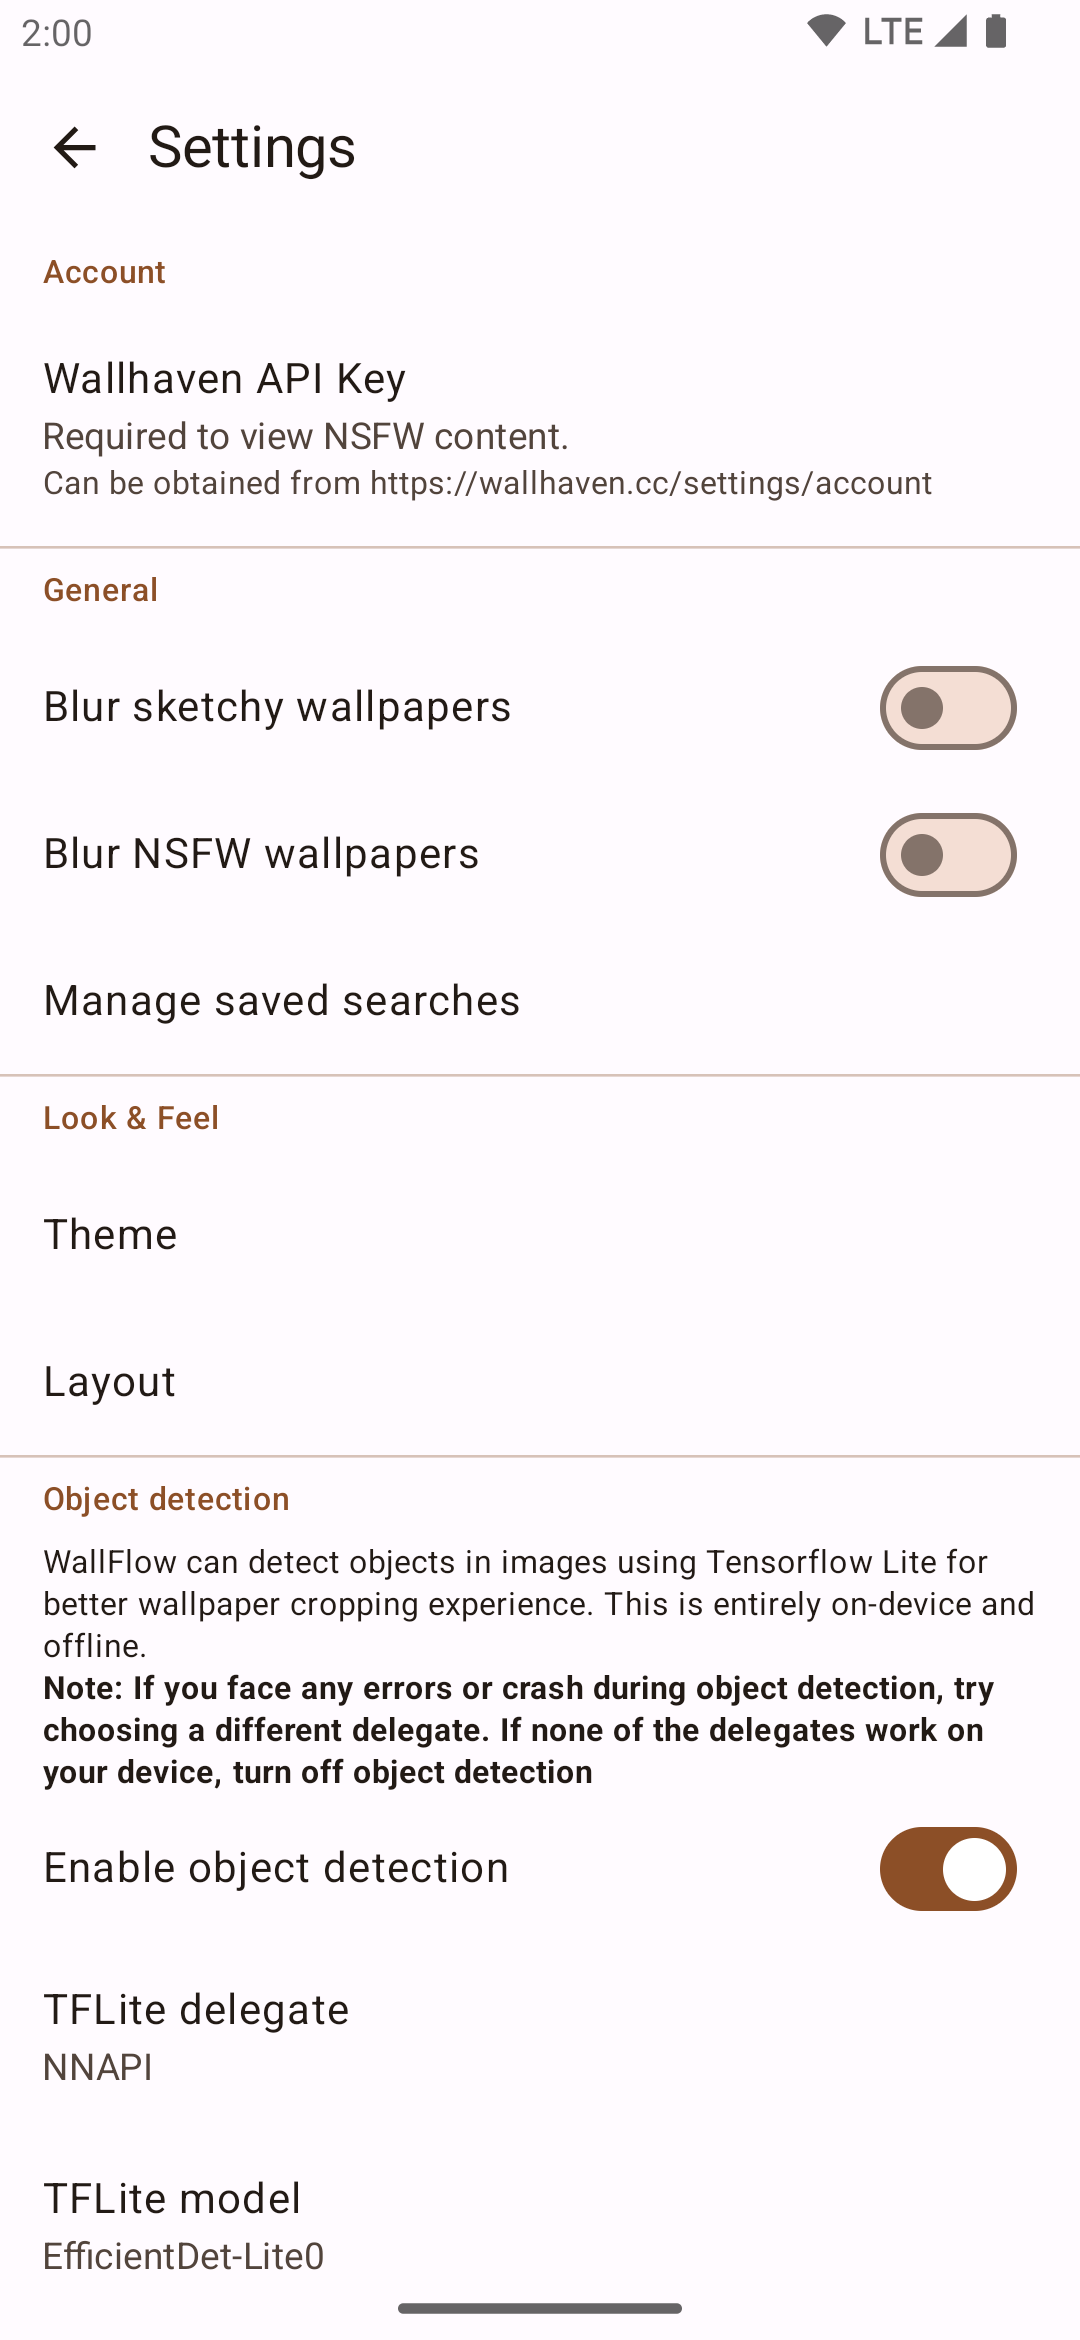 2:00
LTE
Settings
Account
Wallhaven API Key
Required to view NSFW content.
Can be obtained from https://wallhaven.cc/settings/account
General
Blur sketchy wallpapers
Blur NSFW wallpapers
Manage saved searches
Look & Feel
Theme
Layout
Object detection
WallFlow can detect objects in images using Tensorflow Lite for
better wallpaper cropping experience. This is entirely on-device and
offline.
Note: If you face any errors or crash during object detection, try
choosing a different delegate. If none of the delegates work on
your device, turn off object detection
Enable object detection
TFLite delegate
NNAPI
TFLite model
EfficientDet-Lite0